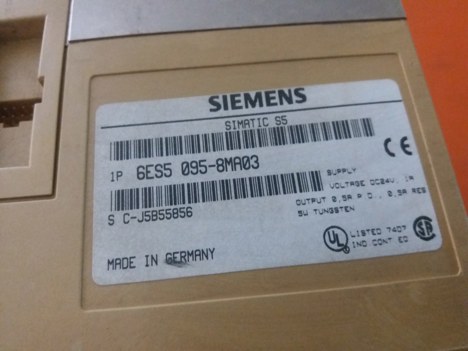 SIEMENS
SIMATIC S5
1P 6ES5 095-8MA03
S C-J5B55856
SUPPLY
VOLTAGE DC24V, 1A
OUTPUT 0,5A P D., 0,5A RES
5W TUNGSTEN
CE
UL LISTED 7407
IND CONT EQ
MADE IN GERMANY